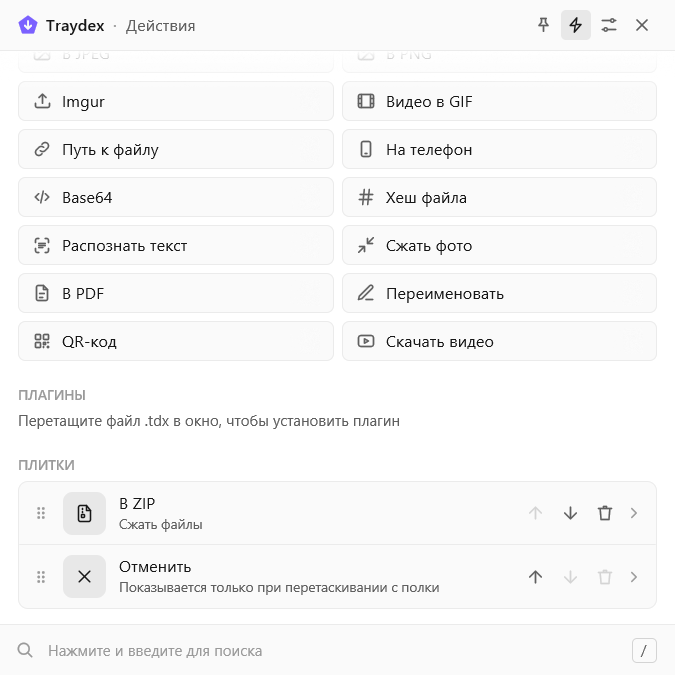 Traydex · Действия
В JPEG
В PNG
Imgur
Видео в GIF
Путь к файлу
На телефон
Base64
Хеш файла
Распознать текст
Сжать фото
В PDF
Переименовать
QR-код
Скачать видео
ПЛАГИНЫ
Перетащите файл .tdx в окно, чтобы установить плагин
ПЛИТКИ
В ZIP
Сжать файлы
Отменить
Показывается только при перетаскивании с полки
Нажмите и введите для поиска
/